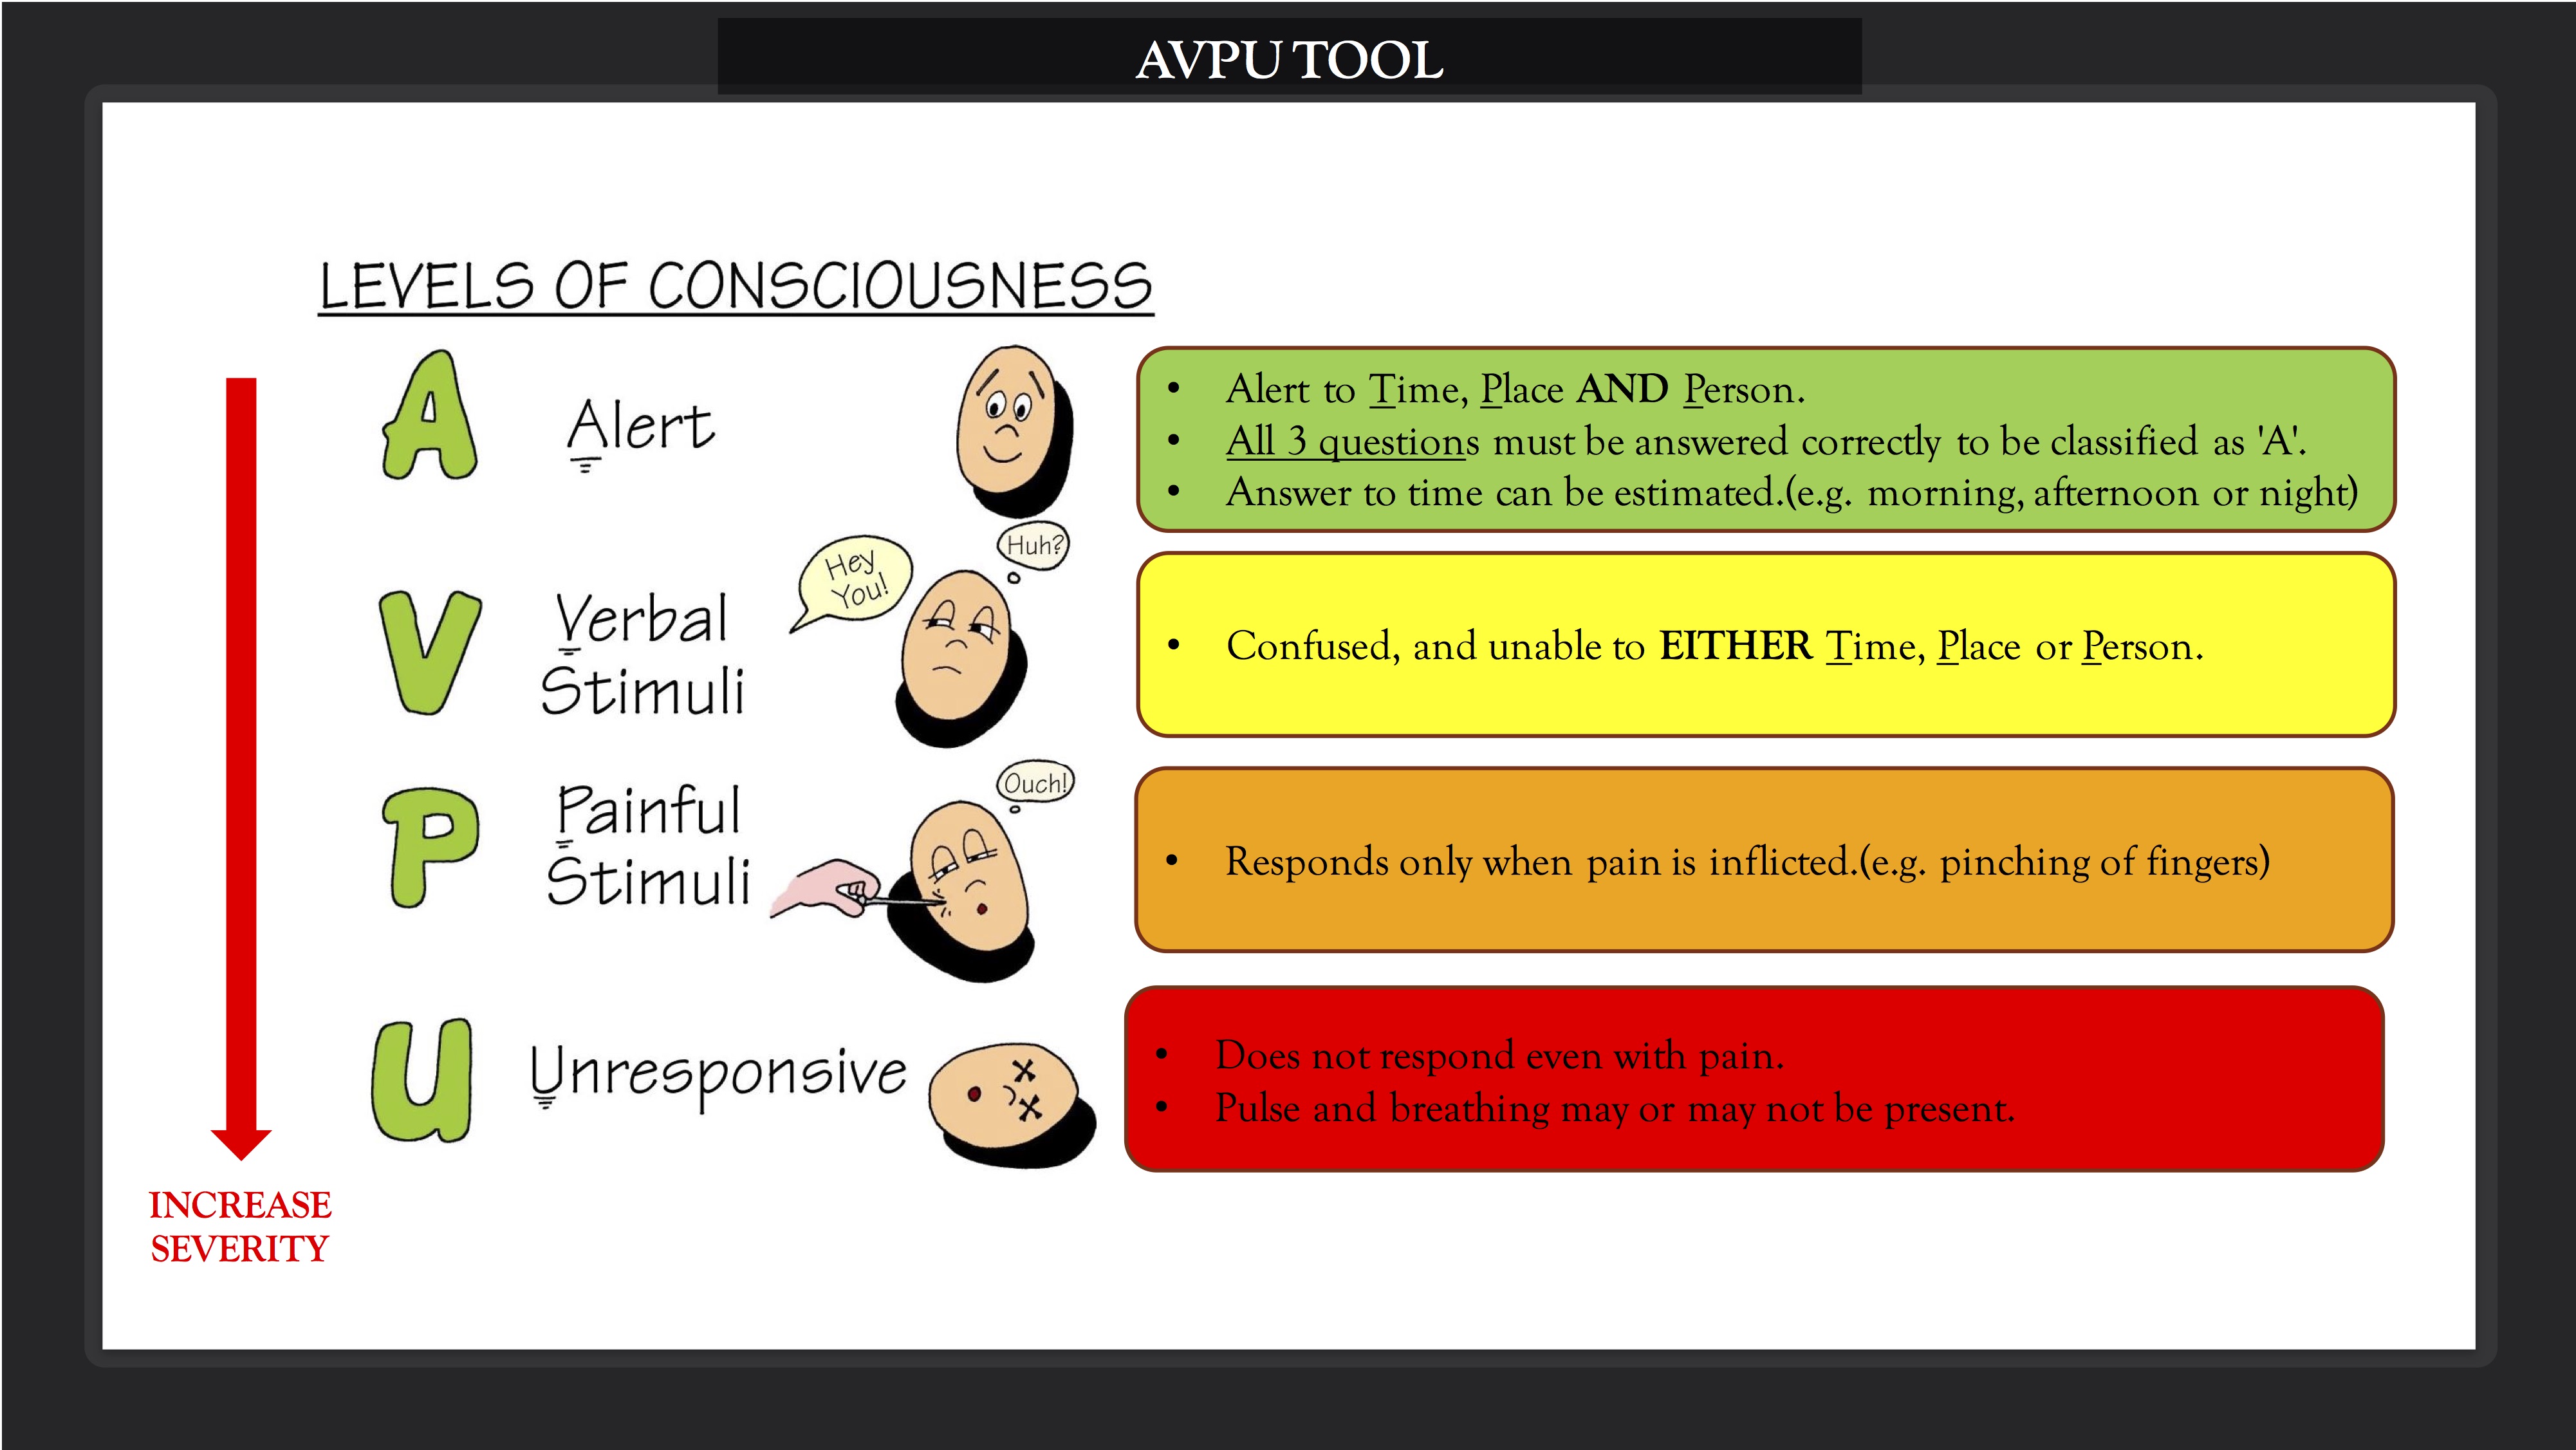 AVPU TOOL
LEVELS OF CONSCIOUSNESS
A
Alert
• Alert to Time, Place AND Person.
• All 3 questions must be answered correctly to be classified as 'A'.
• Answer to time can be estimated.(e.g. morning, afternoon or night)
V
Verbal
Stimuli
Hey
You!
Huh?
• Confused, and unable to EITHER Time, Place or Person.
P
Painful
Stimuli
Ouch!
• Responds only when pain is inflicted.(e.g. pinching of fingers)
U
Unresponsive
• Does not respond even with pain.
• Pulse and breathing may or may not be present.
INCREASE
SEVERITY